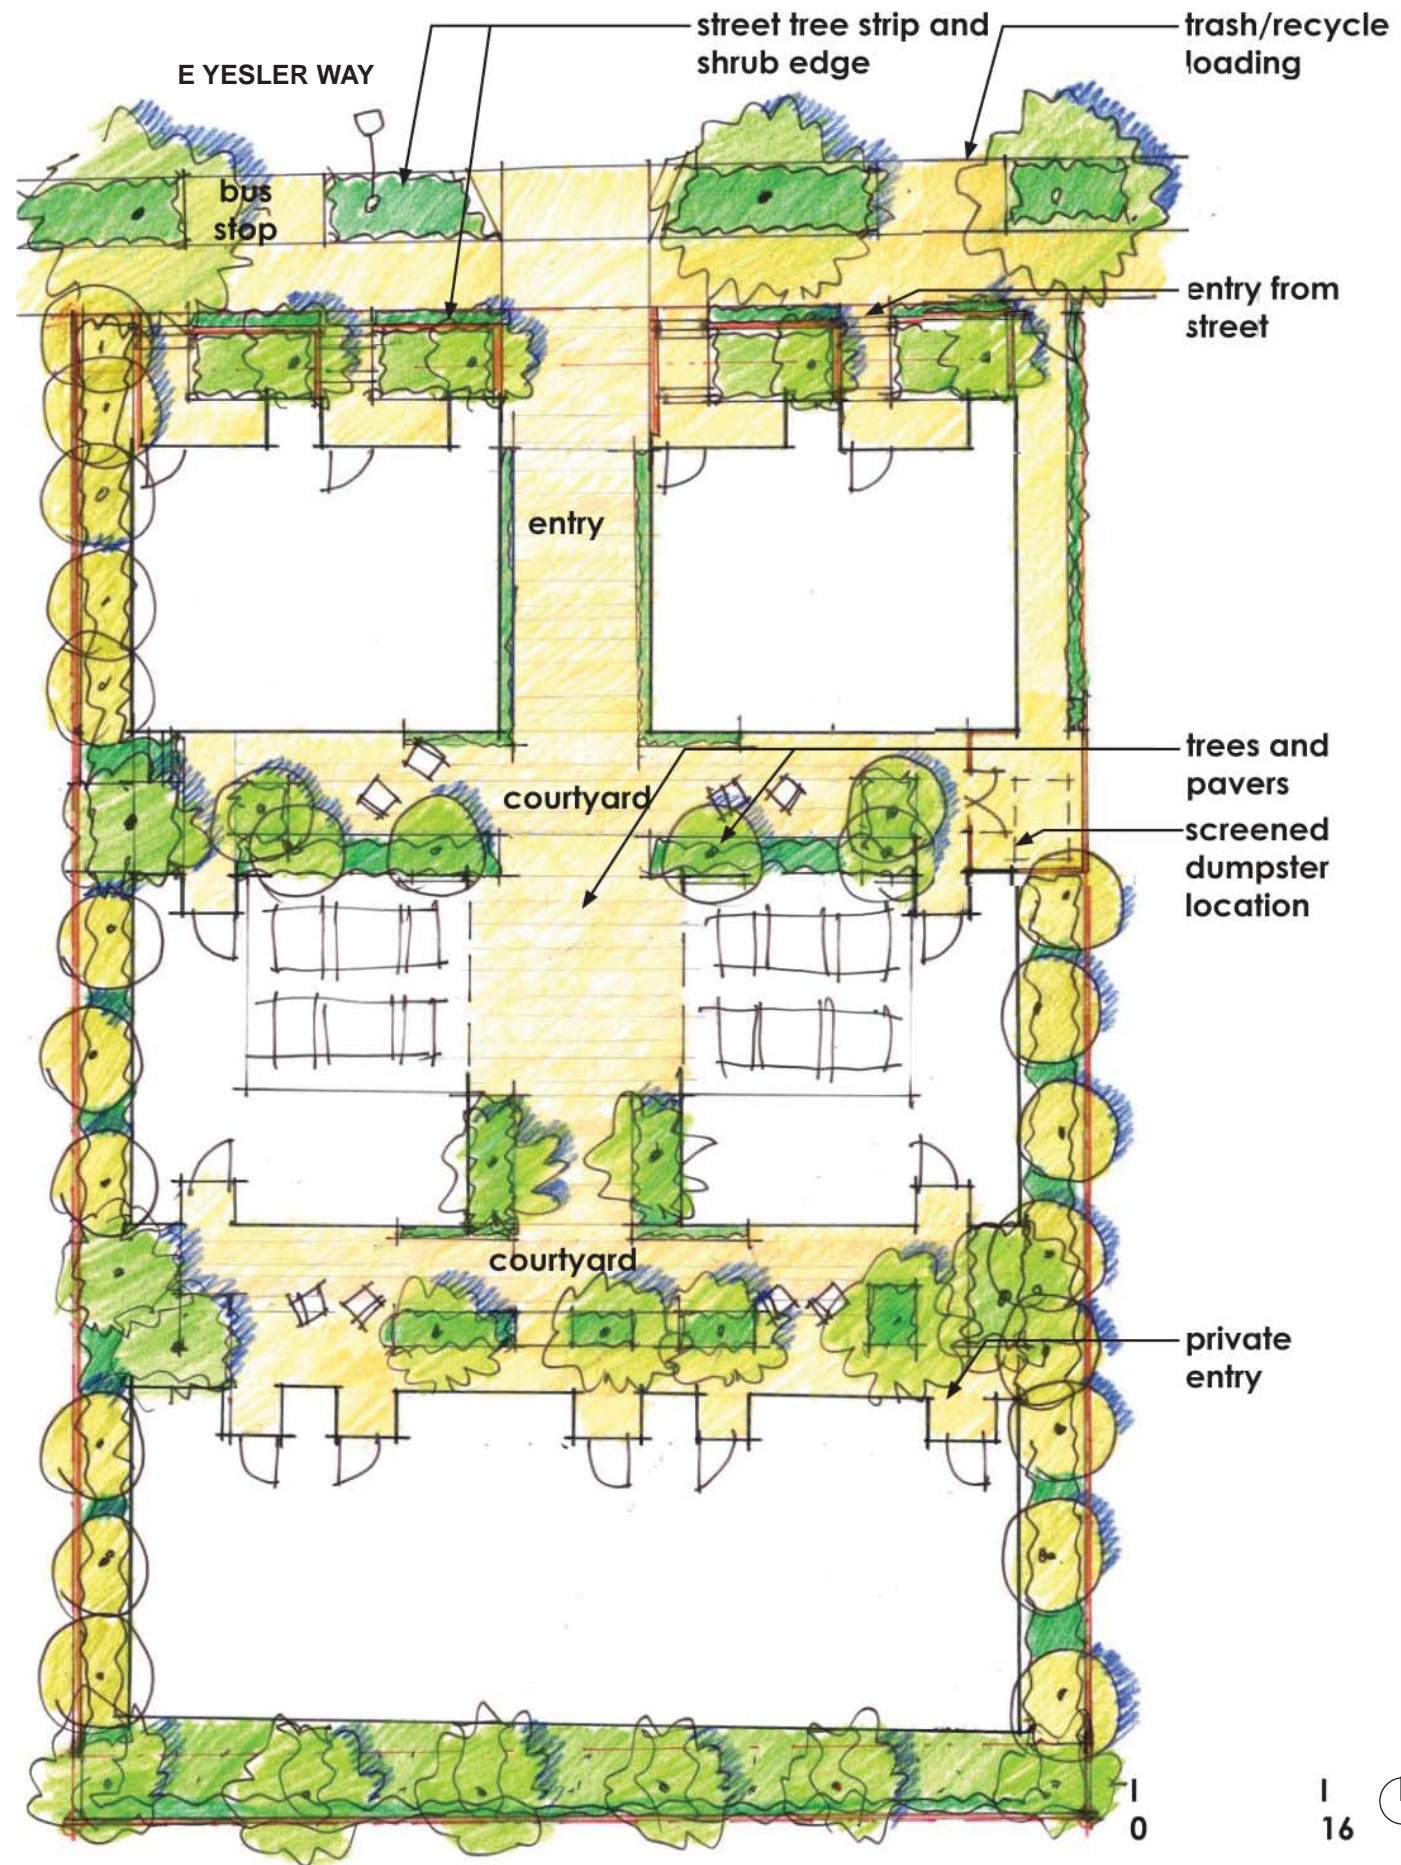 street tree strip and
shrub edge
trash/recycle
loading
E YESLER WAY
bus
stop
entry from
street
entry
trees and
pavers
courtyard
screened
dumpster
location
courtyard
private
entry
0
16